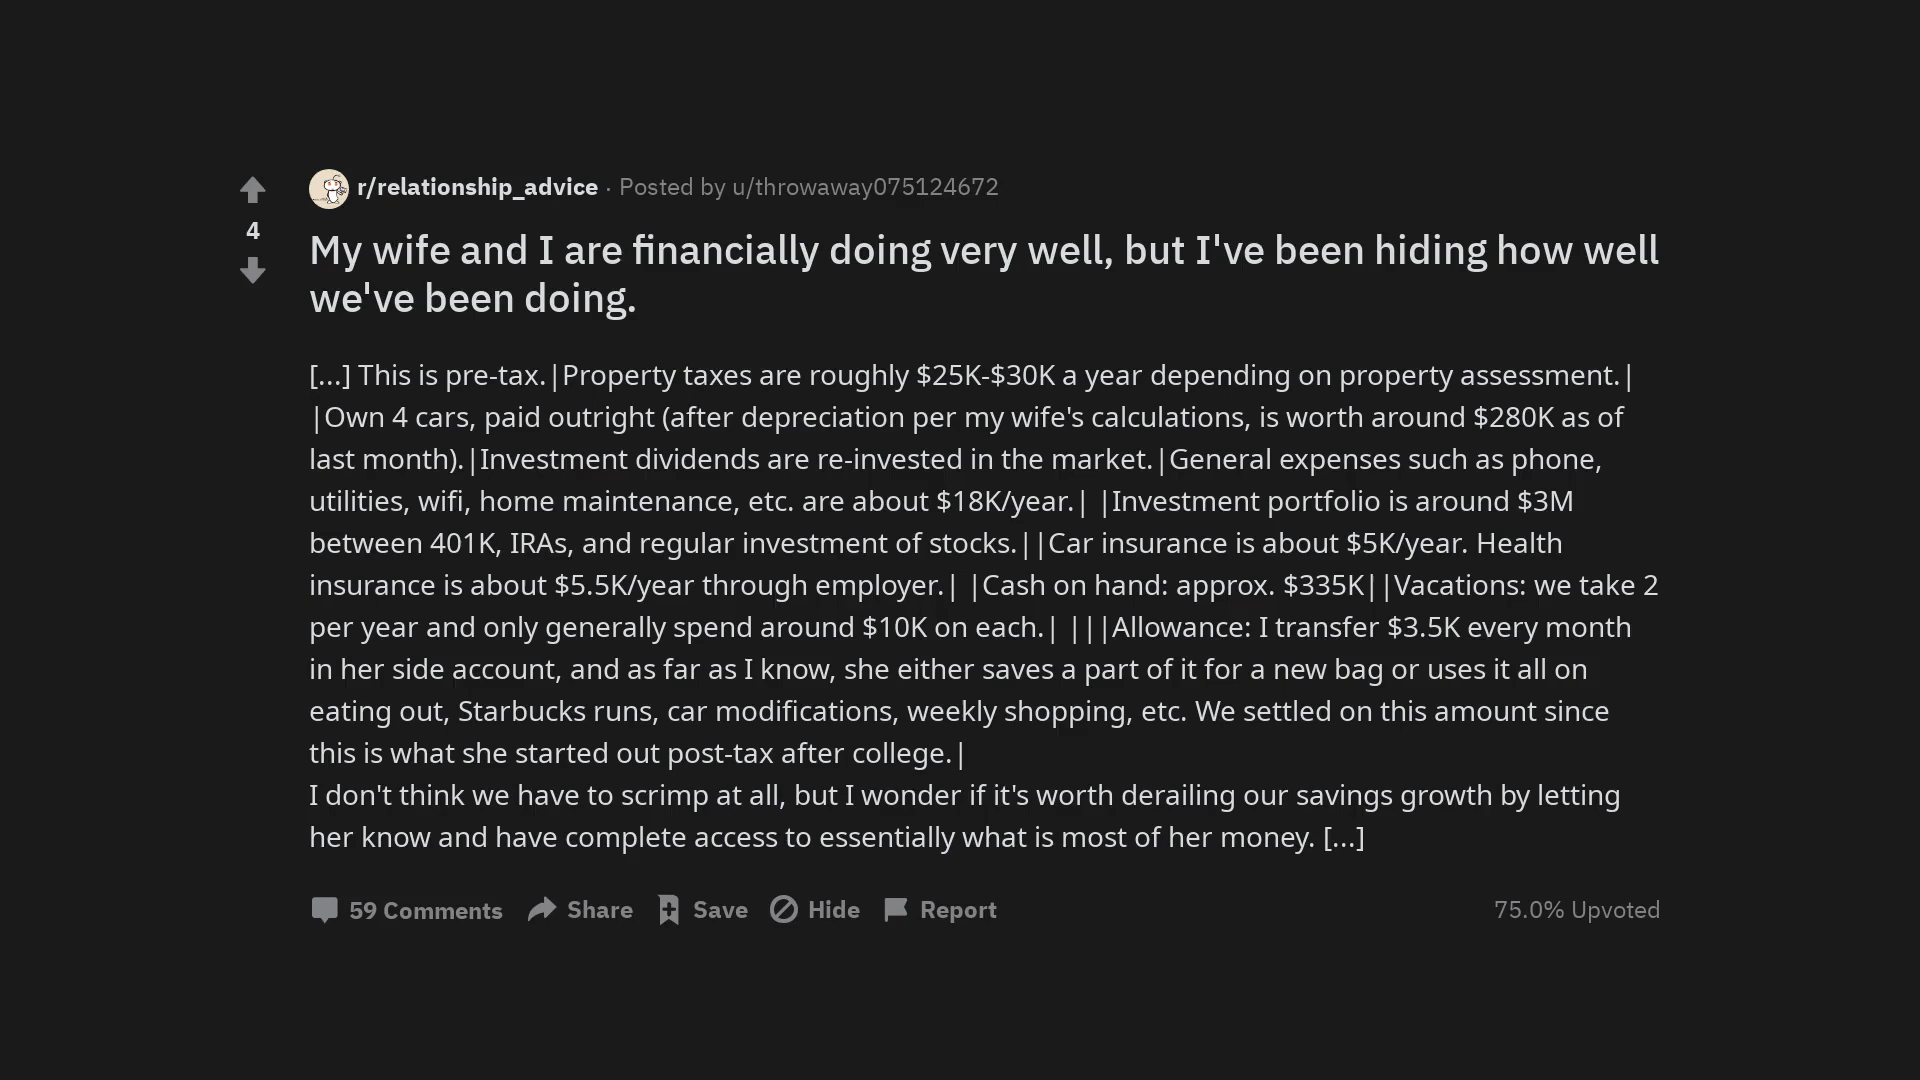 r/relationship_advice · Posted by u/throwaway075124672
4
My wife and I are financially doing very well, but I've been hiding how well
we've been doing.
[...] This is pre-tax.|Property taxes are roughly $25K-$30K a year depending on property assessment.|
|Own 4 cars, paid outright (after depreciation per my wife's calculations, is worth around $280K as of
last month).|Investment dividends are re-invested in the market.|General expenses such as phone,
utilities, wifi, home maintenance, etc. are about $18K/year.| |Investment portfolio is around $3M
between 401K, IRAs, and regular investment of stocks.||Car insurance is about $5K/year. Health
insurance is about $5.5K/year through employer.| |Cash on hand: approx. $335K||Vacations: we take 2
per year and only generally spend around $10K on each.| |||Allowance: I transfer $3.5K every month
in her side account, and as far as I know, she either saves a part of it for a new bag or uses it all on
eating out, Starbucks runs, car modifications, weekly shopping, etc. We settled on this amount since
this is what she started out post-tax after college.|
I don't think we have to scrimp at all, but I wonder if it's worth derailing our savings growth by letting
her know and have complete access to essentially what is most of her money. [...]
59 Comments Share Save Hide Report 75.0% Upvoted